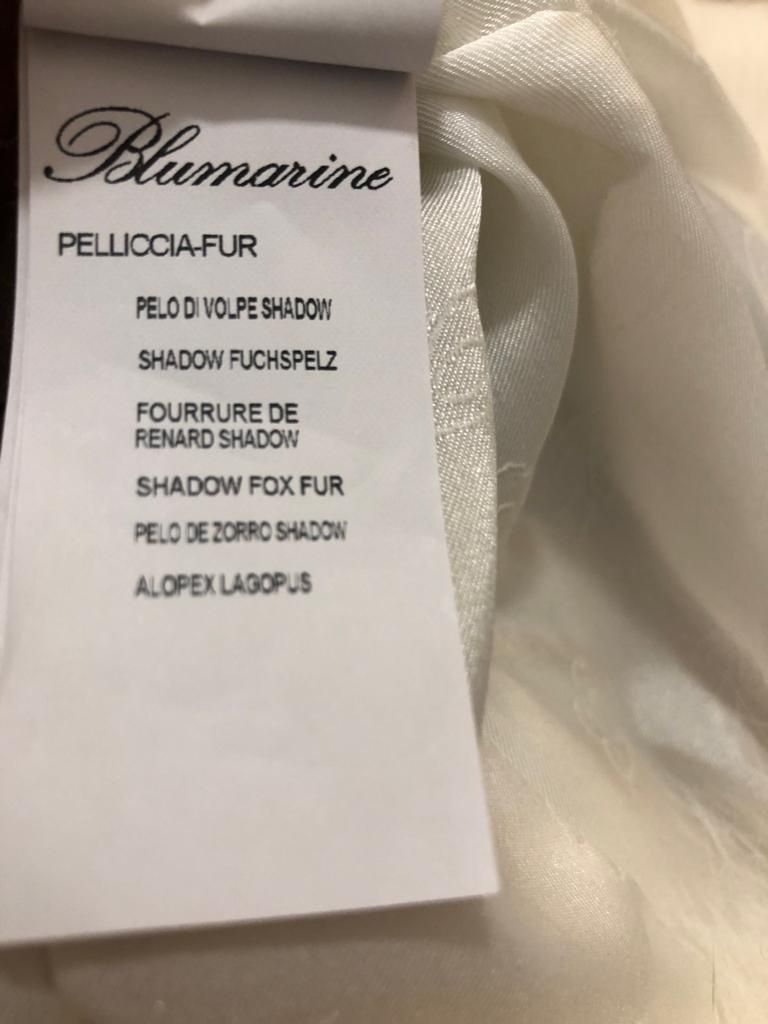 Blumarine
PELLICCIA-FUR
PELO DI VOLPE SHADOW
SHADOW FUCHSPELZ
FOURRURE DE
RENARD SHADOW
SHADOW FOX FUR
PELO DE ZORRO SHADOW
ALOPEX LAGOPUS